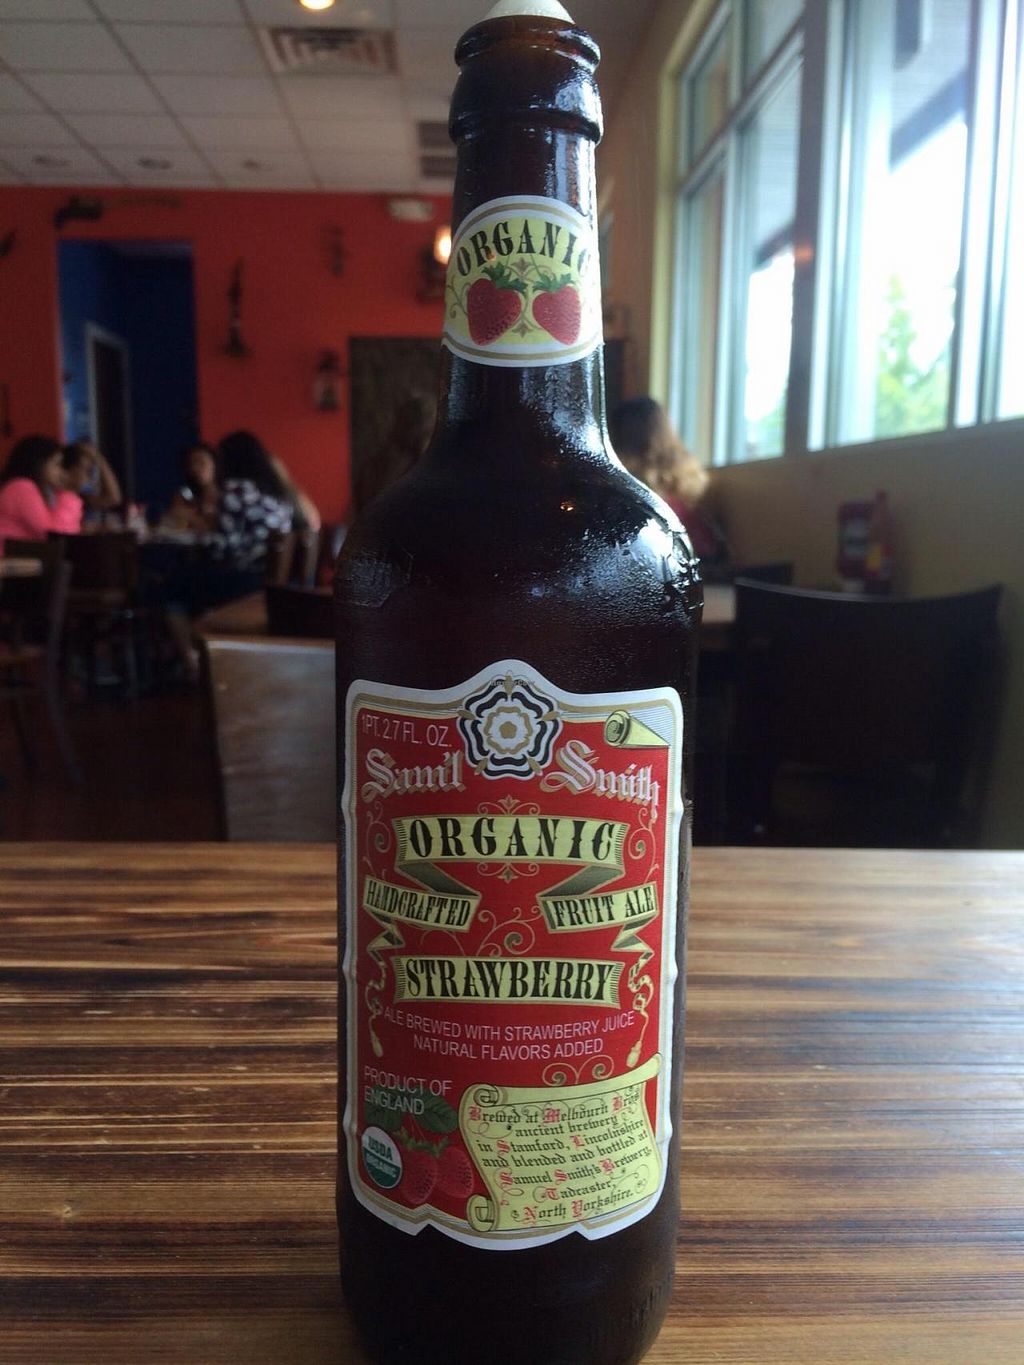 ORGANIC
1PT. 2.7 FL. OZ.
Sam'l Smith
ORGANIC
HANDCRAFTED FRUIT ALE
STRAWBERRY
ALE BREWED WITH STRAWBERRY JUICE
NATURAL FLAVORS ADDED
PRODUCT OF
ENGLAND
USDA
ORGANIC
Brewed at Melbourn Bros
ancient brewery
in Stamford, Lincolnshire
and blended and bottled at
Samuel Smith's Brewery,
Tadcaster,
North Yorkshire.